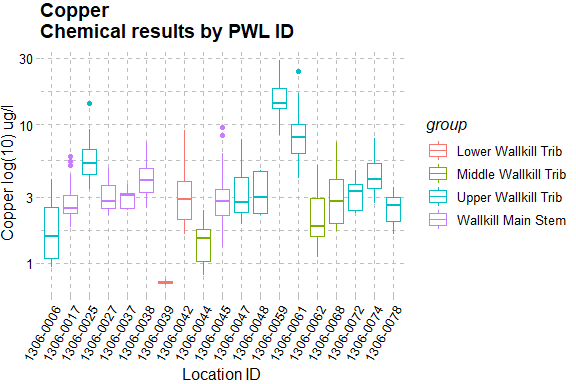 Copper
Chemical results by PWL ID
Copper log(10) ug/l
30
10
3
1
1306-0006
1306-0017
1306-0025
1306-0027
1306-0037
1306-0038
1306-0039
1306-0042
1306-0044
1306-0045
1306-0047
1306-0048
1306-0059
1306-0061
1306-0062
1306-0068
1306-0072
1306-0074
1306-0078
Location ID
group
Lower Wallkill Trib
Middle Wallkill Trib
Upper Wallkill Trib
Wallkill Main Stem